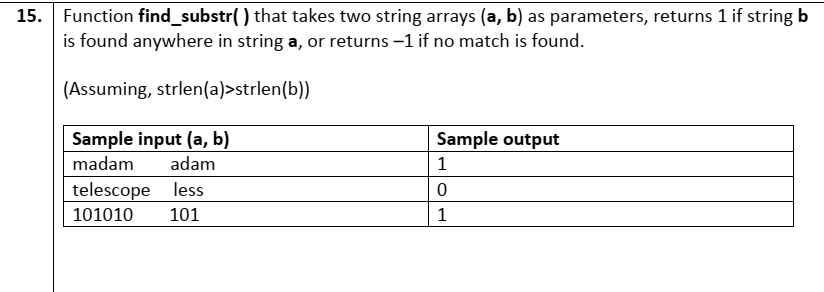 15. Function find_substr( ) that takes two string arrays (a, b) as parameters, returns 1 if string b
is found anywhere in string a, or returns –1 if no match is found.
(Assuming, strlen(a)>strlen(b))
Sample input (a, b) Sample output
madam adam 1
telescope less 0
101010 101 1